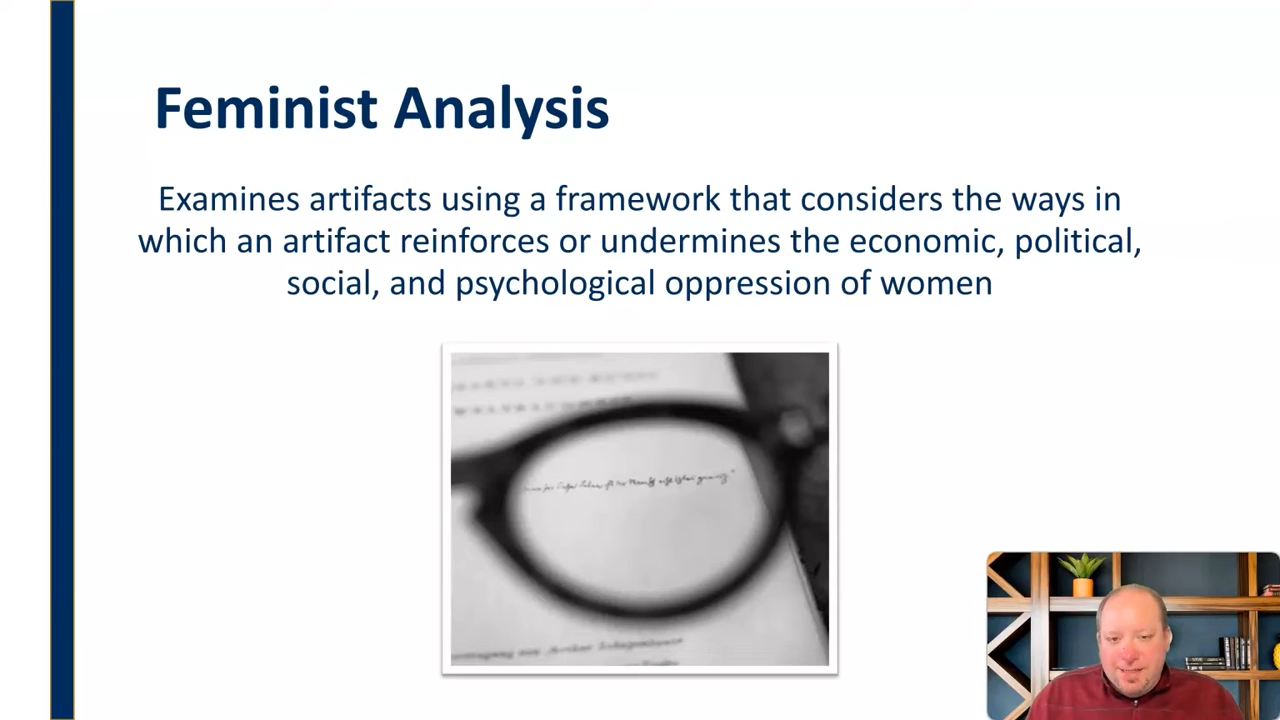 Feminist Analysis
Examines artifacts using a framework that considers the ways in
which an artifact reinforces or undermines the economic, political,
social, and psychological oppression of women